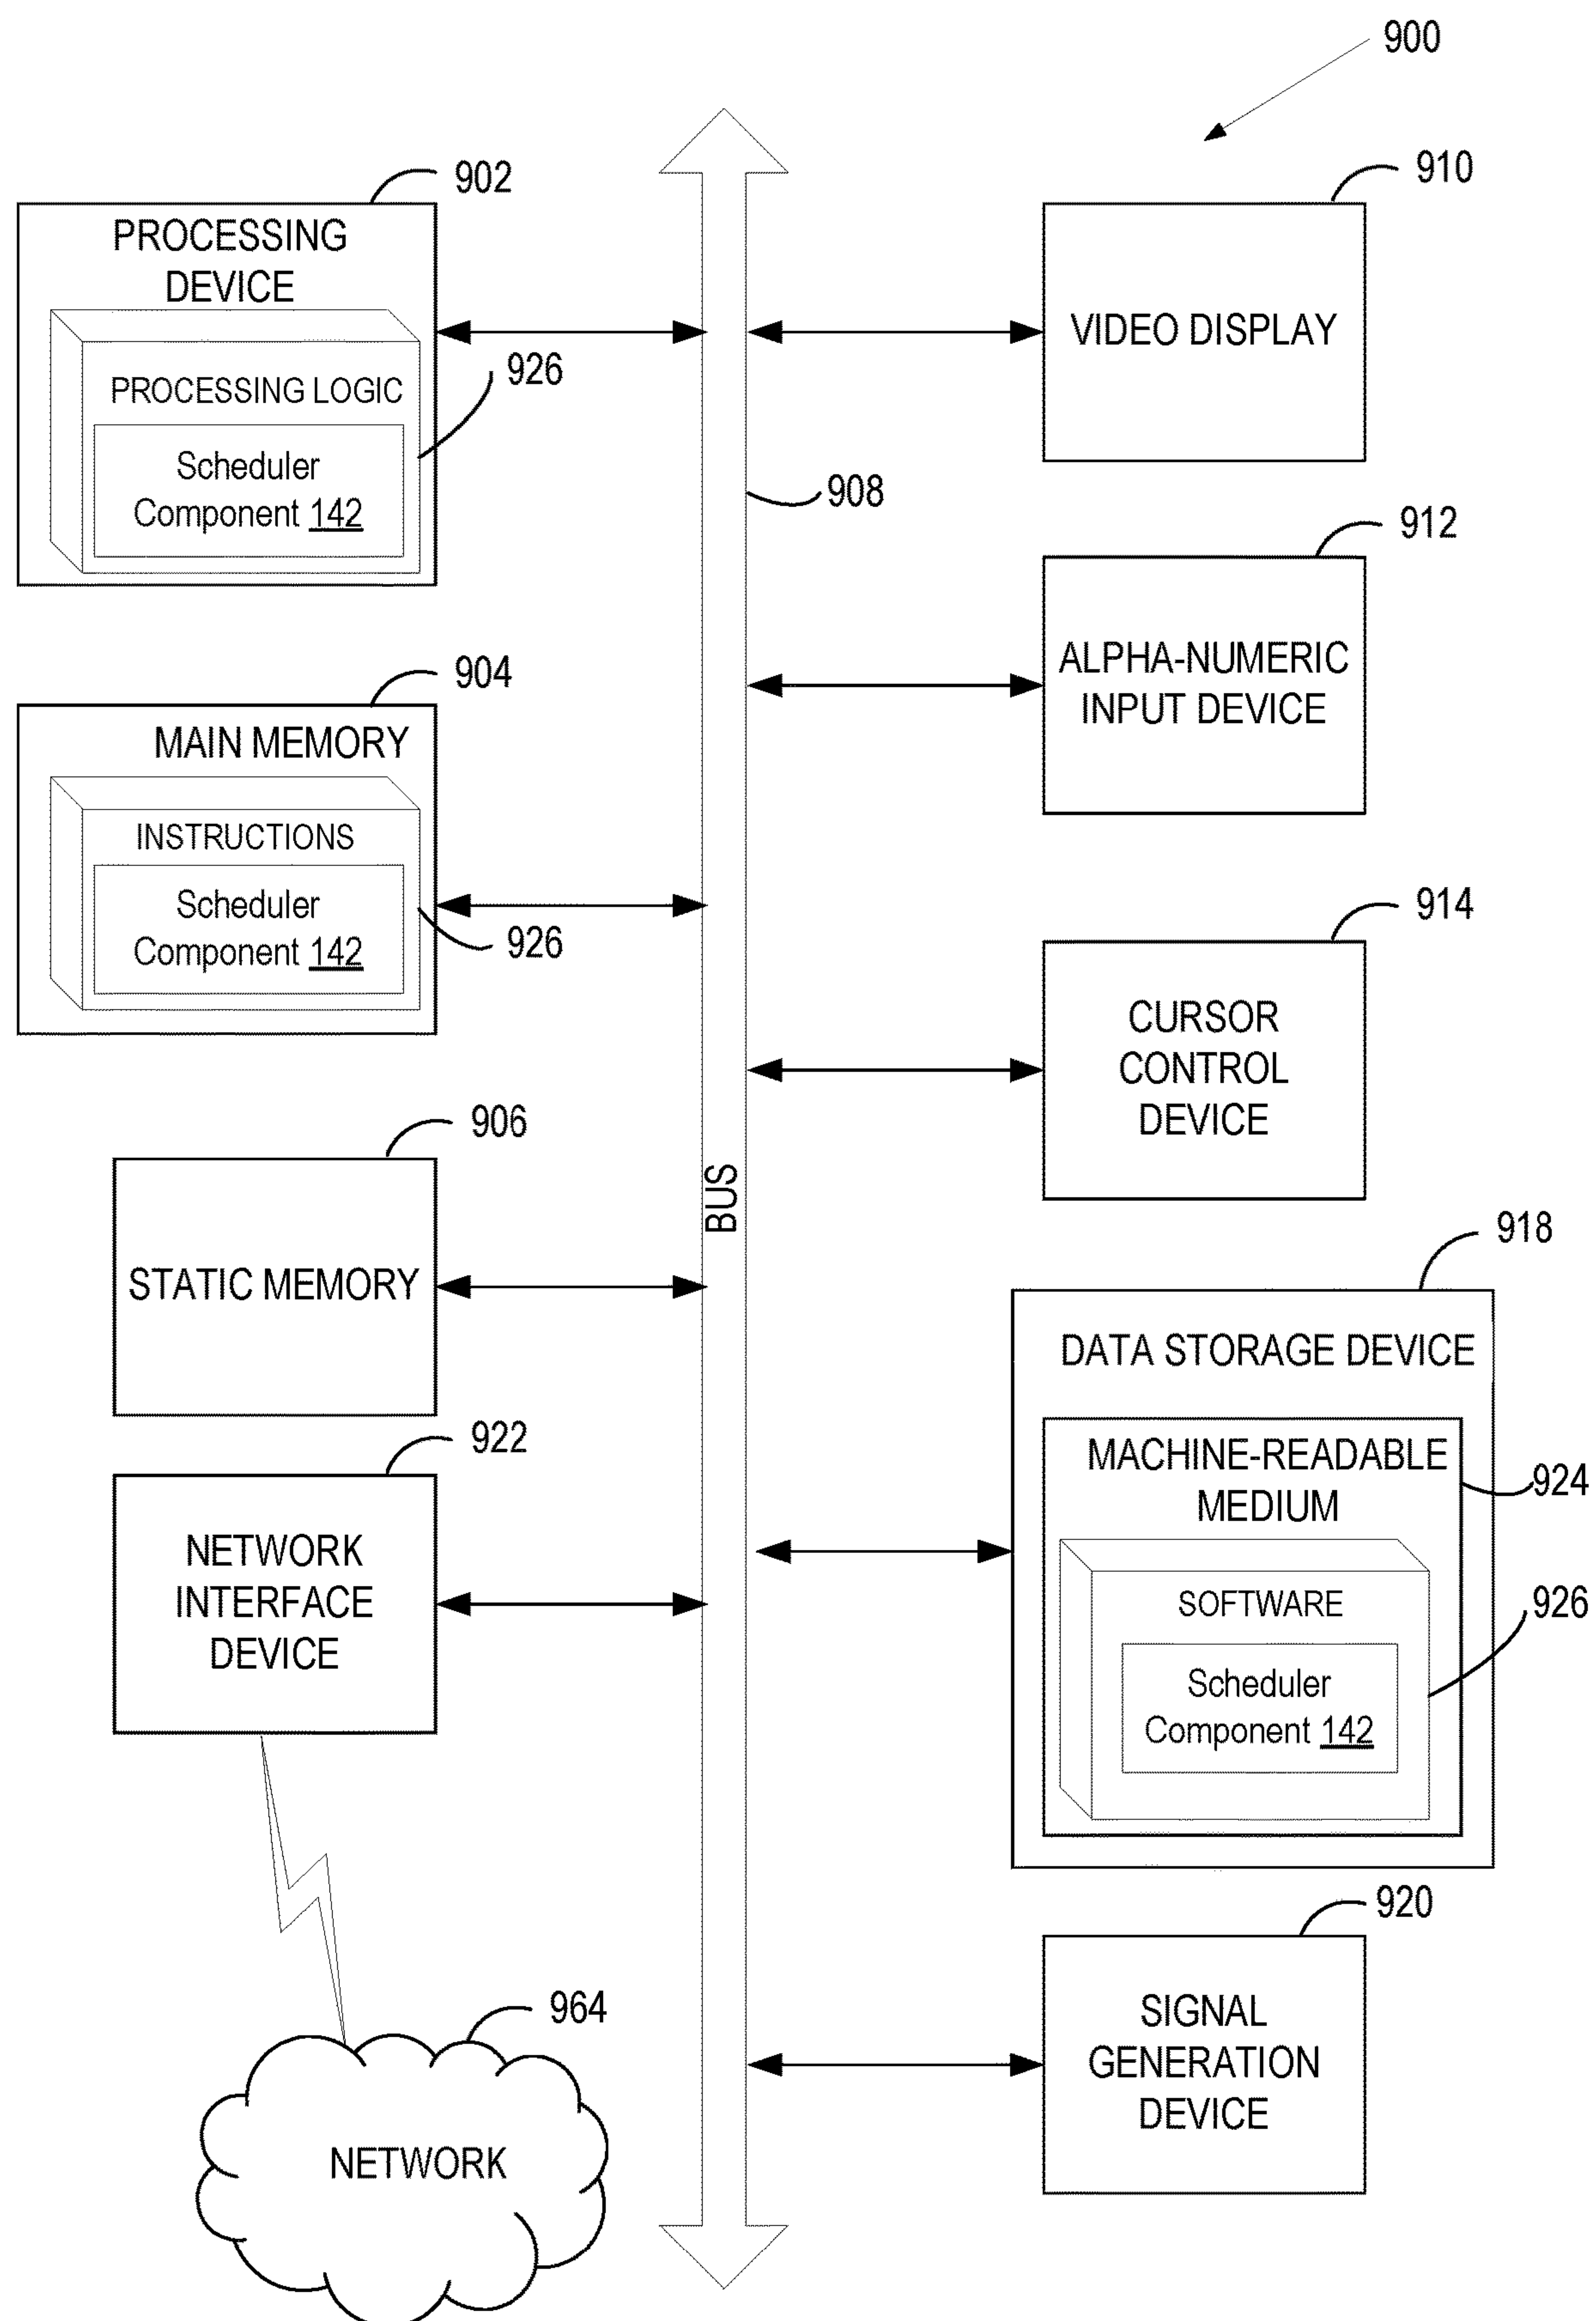 900
902
PROCESSING
DEVICE
PROCESSING LOGIC
926
Scheduler
Component 142
904
MAIN MEMORY
INSTRUCTIONS
Scheduler
Component 142
926
906
STATIC MEMORY
922
NETWORK
INTERFACE
DEVICE
964
NETWORK
BUS
908
910
VIDEO DISPLAY
912
ALPHA-NUMERIC
INPUT DEVICE
914
CURSOR
CONTROL
DEVICE
918
DATA STORAGE DEVICE
MACHINE-READABLE
MEDIUM
924
SOFTWARE
926
Scheduler
Component 142
920
SIGNAL
GENERATION
DEVICE